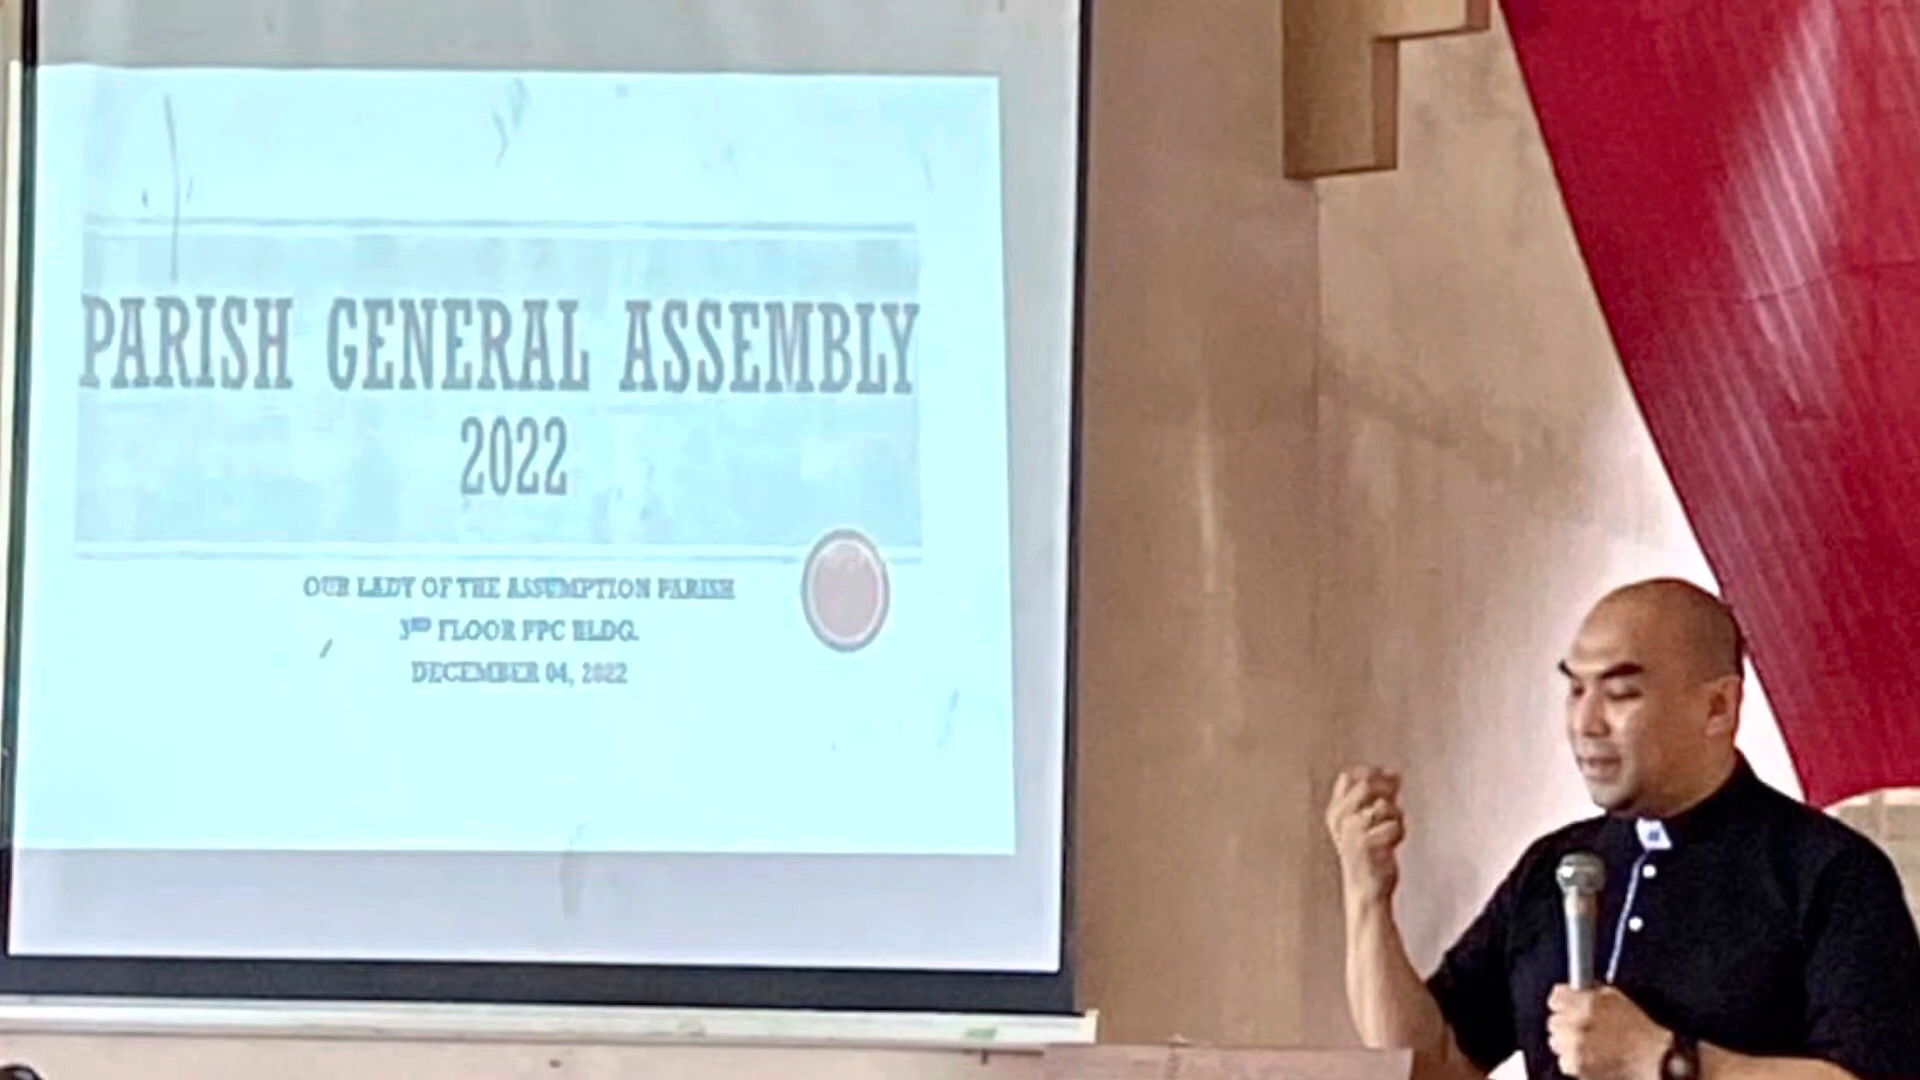 PARISH GENERAL ASSEMBLY
2022
OUR LADY OF THE ASSUMPTION PARISH
3RD FLOOR PPC BLDG.
DECEMBER 04, 2022